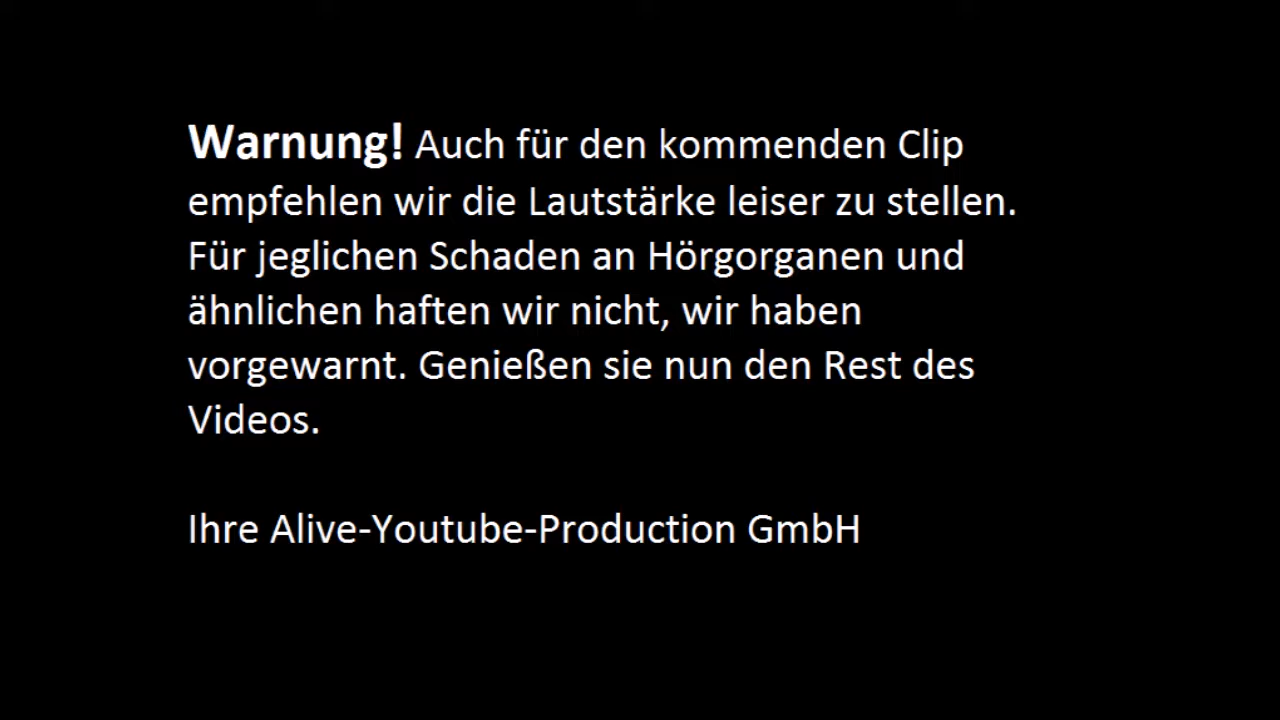 Warnung! Auch für den kommenden Clip
empfehlen wir die Lautstärke leiser zu stellen.
Für jeglichen Schaden an Hörgorganen und
ähnlichen haften wir nicht, wir haben
vorgewarnt. Genießen sie nun den Rest des
Videos.
Ihre Alive-Youtube-Production GmbH